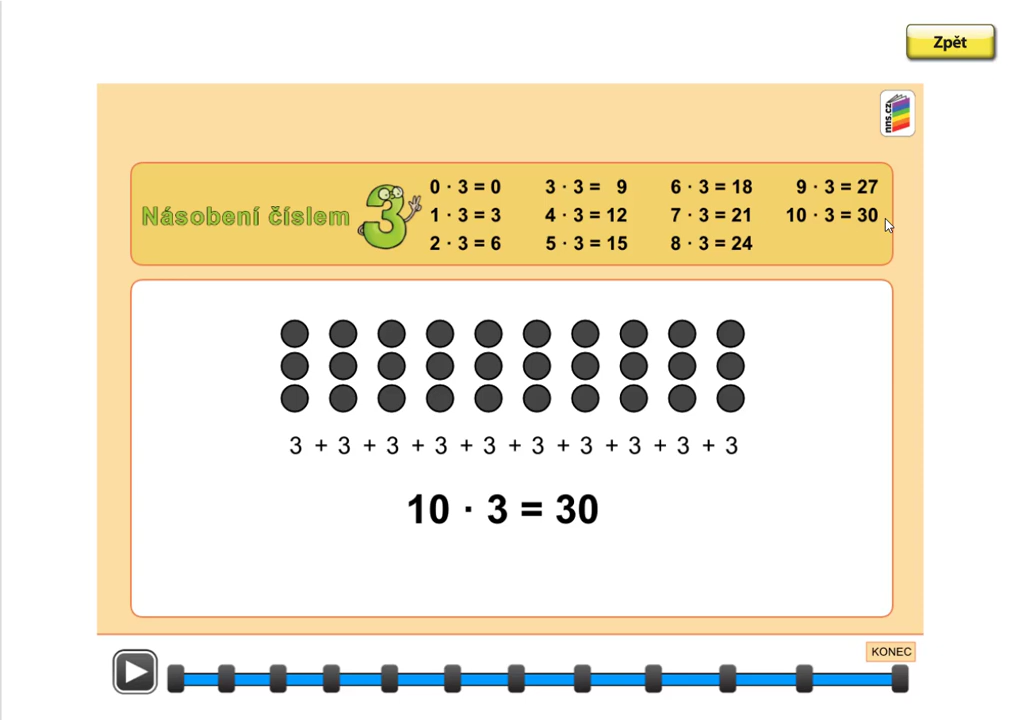 Zpět
nns.cz
Násobení číslem 3
0 · 3 = 0 3 · 3 = 9 6 · 3 = 18 9 · 3 = 27
1 · 3 = 3 4 · 3 = 12 7 · 3 = 21 10 · 3 = 30
2 · 3 = 6 5 · 3 = 15 8 · 3 = 24
3 + 3 + 3 + 3 + 3 + 3 + 3 + 3 + 3 + 3
10 · 3 = 30
KONEC